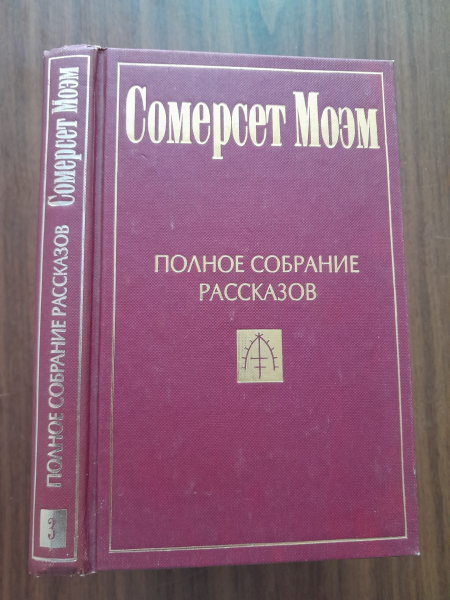 Сомерсет Моэм
ПОЛНОЕ СОБРАНИЕ
РАССКАЗОВ
Сомерсет Моэм
ПОЛНОЕ СОБРАНИЕ РАССКАЗОВ
3